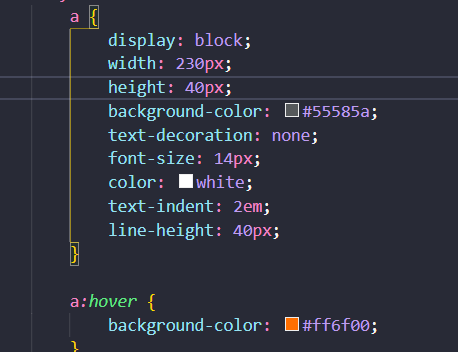 a {
display: block;
width: 230px;
height: 40px;
background-color: #55585a;
text-decoration: none;
font-size: 14px;
color: white;
text-indent: 2em;
line-height: 40px;
}
a:hover {
background-color: #ff6f00;
}